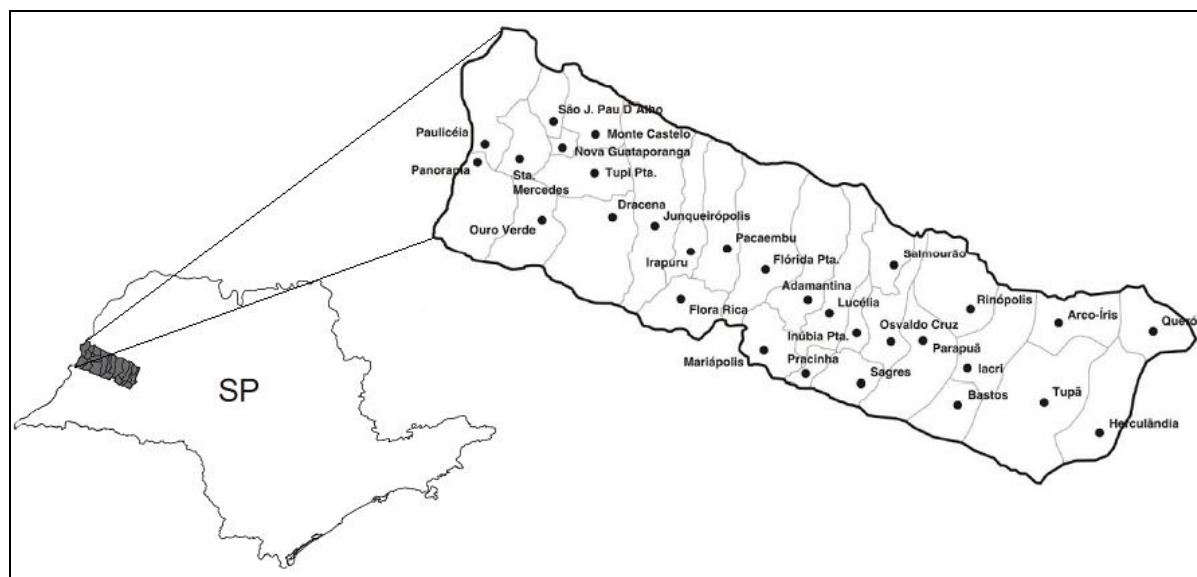 São J. Pau D Alho
Paulicéia
Monte Castelo
Nova Guataporanga
Panorama
Sta.
Mercedes
Tupi Pta.
Dracena
Ouro Verde
Junqueirópolis
Irapuru
Pacaembu
Flórida Pta.
Salmourão
Flora Rica
Adamantina
Lucélia
Rinópolis
Arco-Íris
Queiró
Inúbia Pta.
Osvaldo Cruz
Mariápolis
Pracinha
Parapuã
Sagres
Iacri
Bastos
Tupã
Herculândia
SP